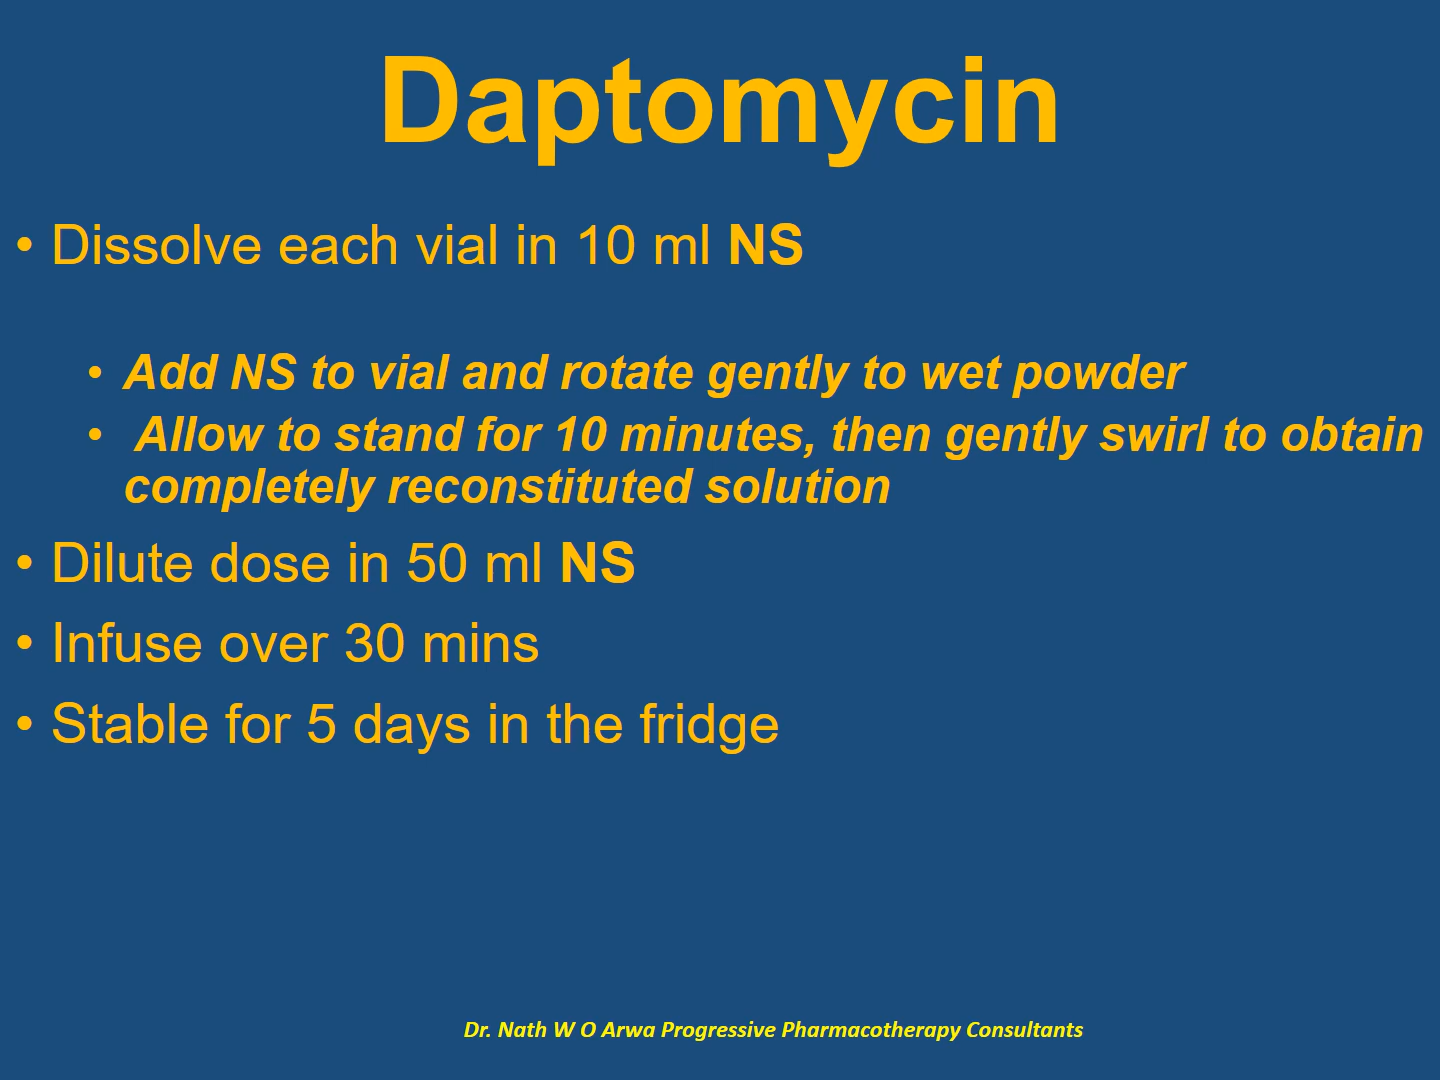 Daptomycin
• Dissolve each vial in 10 ml NS
• Add NS to vial and rotate gently to wet powder
• Allow to stand for 10 minutes, then gently swirl to obtain
completely reconstituted solution
• Dilute dose in 50 ml NS
• Infuse over 30 mins
• Stable for 5 days in the fridge
Dr. Nath W O Arwa Progressive Pharmacotherapy Consultants